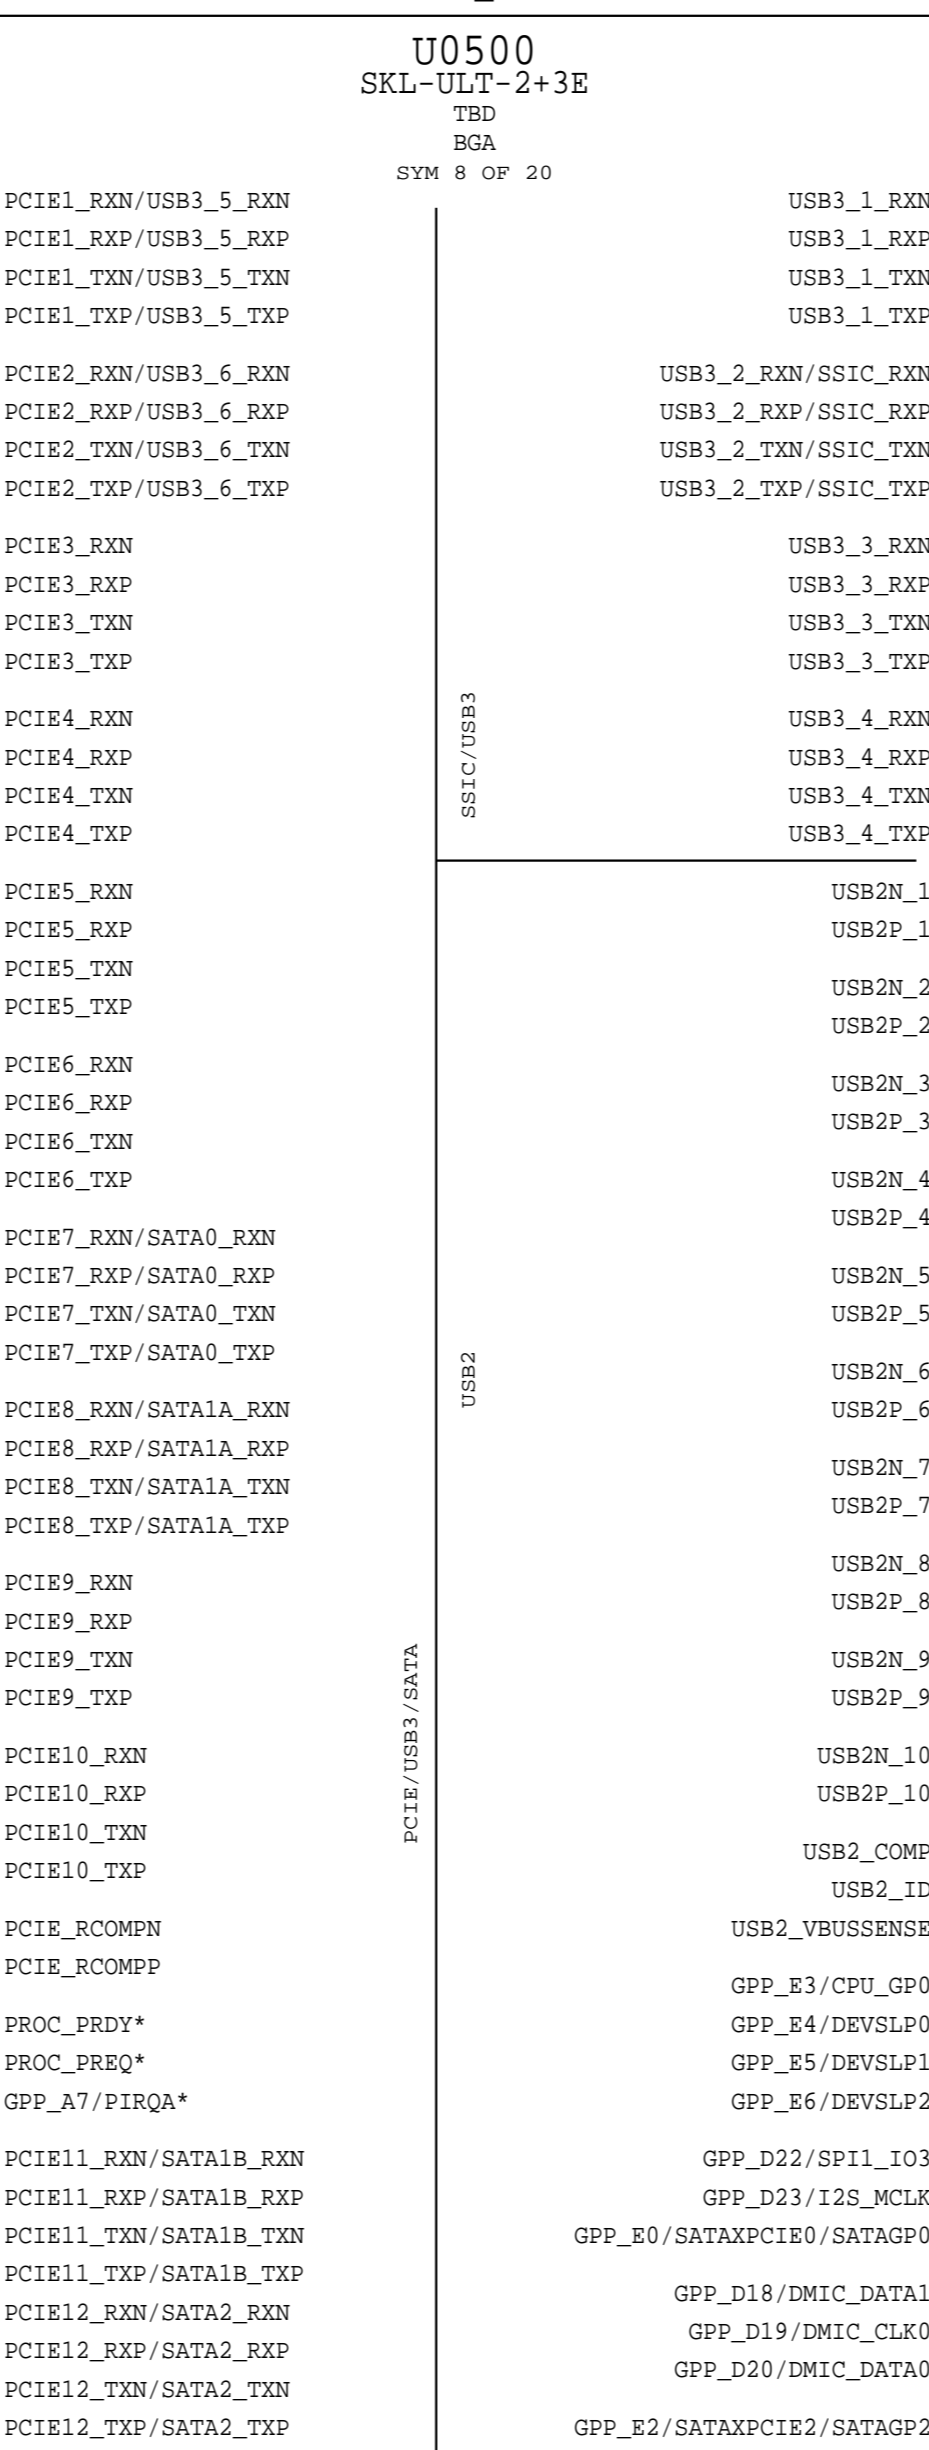 U0500
SKL-ULT-2+3E
TBD
BGA
SYM 8 OF 20
PCIE1_RXN/USB3_5_RXN
PCIE1_RXP/USB3_5_RXP
PCIE1_TXN/USB3_5_TXN
PCIE1_TXP/USB3_5_TXP
PCIE2_RXN/USB3_6_RXN
PCIE2_RXP/USB3_6_RXP
PCIE2_TXN/USB3_6_TXN
PCIE2_TXP/USB3_6_TXP
PCIE3_RXN
PCIE3_RXP
PCIE3_TXN
PCIE3_TXP
PCIE4_RXN
PCIE4_RXP
PCIE4_TXN
PCIE4_TXP
PCIE5_RXN
PCIE5_RXP
PCIE5_TXN
PCIE5_TXP
PCIE6_RXN
PCIE6_RXP
PCIE6_TXN
PCIE6_TXP
PCIE7_RXN/SATA0_RXN
PCIE7_RXP/SATA0_RXP
PCIE7_TXN/SATA0_TXN
PCIE7_TXP/SATA0_TXP
PCIE8_RXN/SATA1A_RXN
PCIE8_RXP/SATA1A_RXP
PCIE8_TXN/SATA1A_TXN
PCIE8_TXP/SATA1A_TXP
PCIE9_RXN
PCIE9_RXP
PCIE9_TXN
PCIE9_TXP
PCIE10_RXN
PCIE10_RXP
PCIE10_TXN
PCIE10_TXP
PCIE_RCOMPN
PCIE_RCOMPP
PROC_PRDY*
PROC_PREQ*
GPP_A7/PIRQA*
PCIE11_RXN/SATA1B_RXN
PCIE11_RXP/SATA1B_RXP
PCIE11_TXN/SATA1B_TXN
PCIE11_TXP/SATA1B_TXP
PCIE12_RXN/SATA2_RXN
PCIE12_RXP/SATA2_RXP
PCIE12_TXN/SATA2_TXN
PCIE12_TXP/SATA2_TXP
PCIE/USB3/SATA
SSIC/USB3
USB2
USB3_1_RXN
USB3_1_RXP
USB3_1_TXN
USB3_1_TXP
USB3_2_RXN/SSIC_RXN
USB3_2_RXP/SSIC_RXP
USB3_2_TXN/SSIC_TXN
USB3_2_TXP/SSIC_TXP
USB3_3_RXN
USB3_3_RXP
USB3_3_TXN
USB3_3_TXP
USB3_4_RXN
USB3_4_RXP
USB3_4_TXN
USB3_4_TXP
USB2N_1
USB2P_1
USB2N_2
USB2P_2
USB2N_3
USB2P_3
USB2N_4
USB2P_4
USB2N_5
USB2P_5
USB2N_6
USB2P_6
USB2N_7
USB2P_7
USB2N_8
USB2P_8
USB2N_9
USB2P_9
USB2N_10
USB2P_10
USB2_COMP
USB2_ID
USB2_VBUSSENSE
GPP_E3/CPU_GP0
GPP_E4/DEVSLP0
GPP_E5/DEVSLP1
GPP_E6/DEVSLP2
GPP_D22/SPI1_IO3
GPP_D23/I2S_MCLK
GPP_E0/SATAXPCIE0/SATAGP0
GPP_D18/DMIC_DATA1
GPP_D19/DMIC_CLK0
GPP_D20/DMIC_DATA0
GPP_E2/SATAXPCIE2/SATAGP2